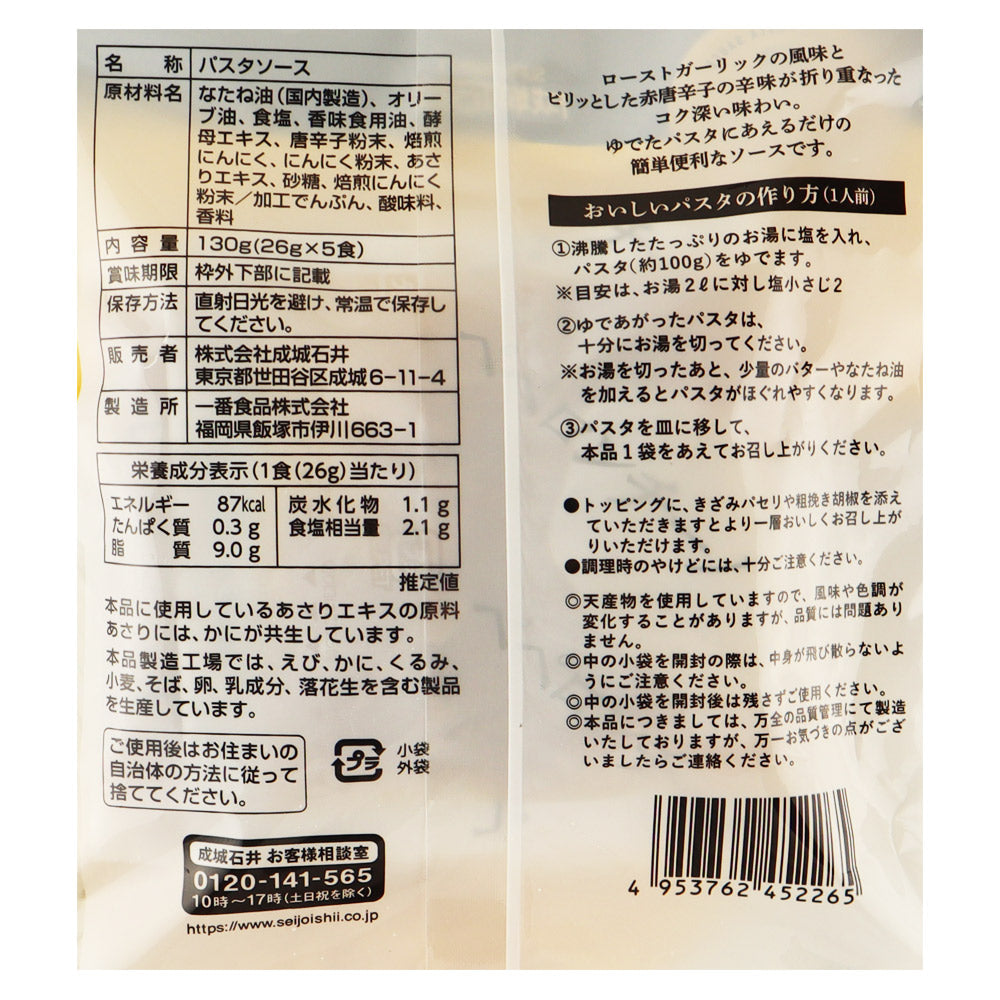 名称 パスタソース
原材料名 なたね油(国内製造)、オリー
ブ油、食塩、香味食用油、酵
母エキス、唐辛子粉末、焙煎
にんにく、にんにく粉末、あさ
りエキス、砂糖、焙煎にんにく
粉末/加工でんぷん、酸味料、
香料
内容量 130g(26g×5食)
賞味期限 枠外下部に記載
保存方法 直射日光を避け、常温で保存し
てください。
販売者 株式会社成城石井
東京都世田谷区成城6-11-4
製造所 一番食品株式会社
福岡県飯塚市伊川663-1
栄養成分表示(1食(26g)当たり)
エネルギー 87kcal 炭水化物 1.1g
たんぱく質 0.3g 食塩相当量 2.1g
脂質 9.0g
推定値
本品に使用しているあさりエキスの原料
あさりには、かにが共生しています。
本品製造工場では、えび、かに、くるみ、
小麦、そば、卵、乳成分、落花生を含む製品
を生産しています。
ご使用後はお住まいの
自治体の方法に従って
捨ててください。
プラ 小袋
外袋
成城石井 お客様相談室
0120-141-565
10時~17時(土日祝を除く)
https://www.seijoishii.co.jp
ローストガーリックの風味と
ピリッとした赤唐辛子の辛味が折り重なった
コク深い味わい。
ゆでたパスタにあえるだけの
簡単便利なソースです。
おいしいパスタの作り方(1人前)
①沸騰したたっぷりのお湯に塩を入れ、
パスタ(約100g)をゆでます。
※目安は、お湯2ℓに対し塩小さじ2
②ゆであがったパスタは、
十分にお湯を切ってください。
※お湯を切ったあと、少量のバターやなたね油
を加えるとパスタがほぐれやすくなります。
③パスタを皿に移して、
本品1袋をあえてお召し上がりください。
●トッピングに、きざみパセリや粗挽き胡椒を添え
ていただきますとより一層おいしくお召し上が
りいただけます。
●調理時のやけどには、十分ご注意ください。
◎天産物を使用していますので、風味や色調が
変化することがありますが、品質には問題あり
ません。
◎中の小袋を開封の際は、中身が飛び散らないよ
うにご注意ください。
◎中の小袋を開封後は残さずご使用ください。
◎本品につきましては、万全の品質管理にて製造
いたしておりますが、万一お気づきの点がござ
いましたらご連絡ください。
4 953762 452265